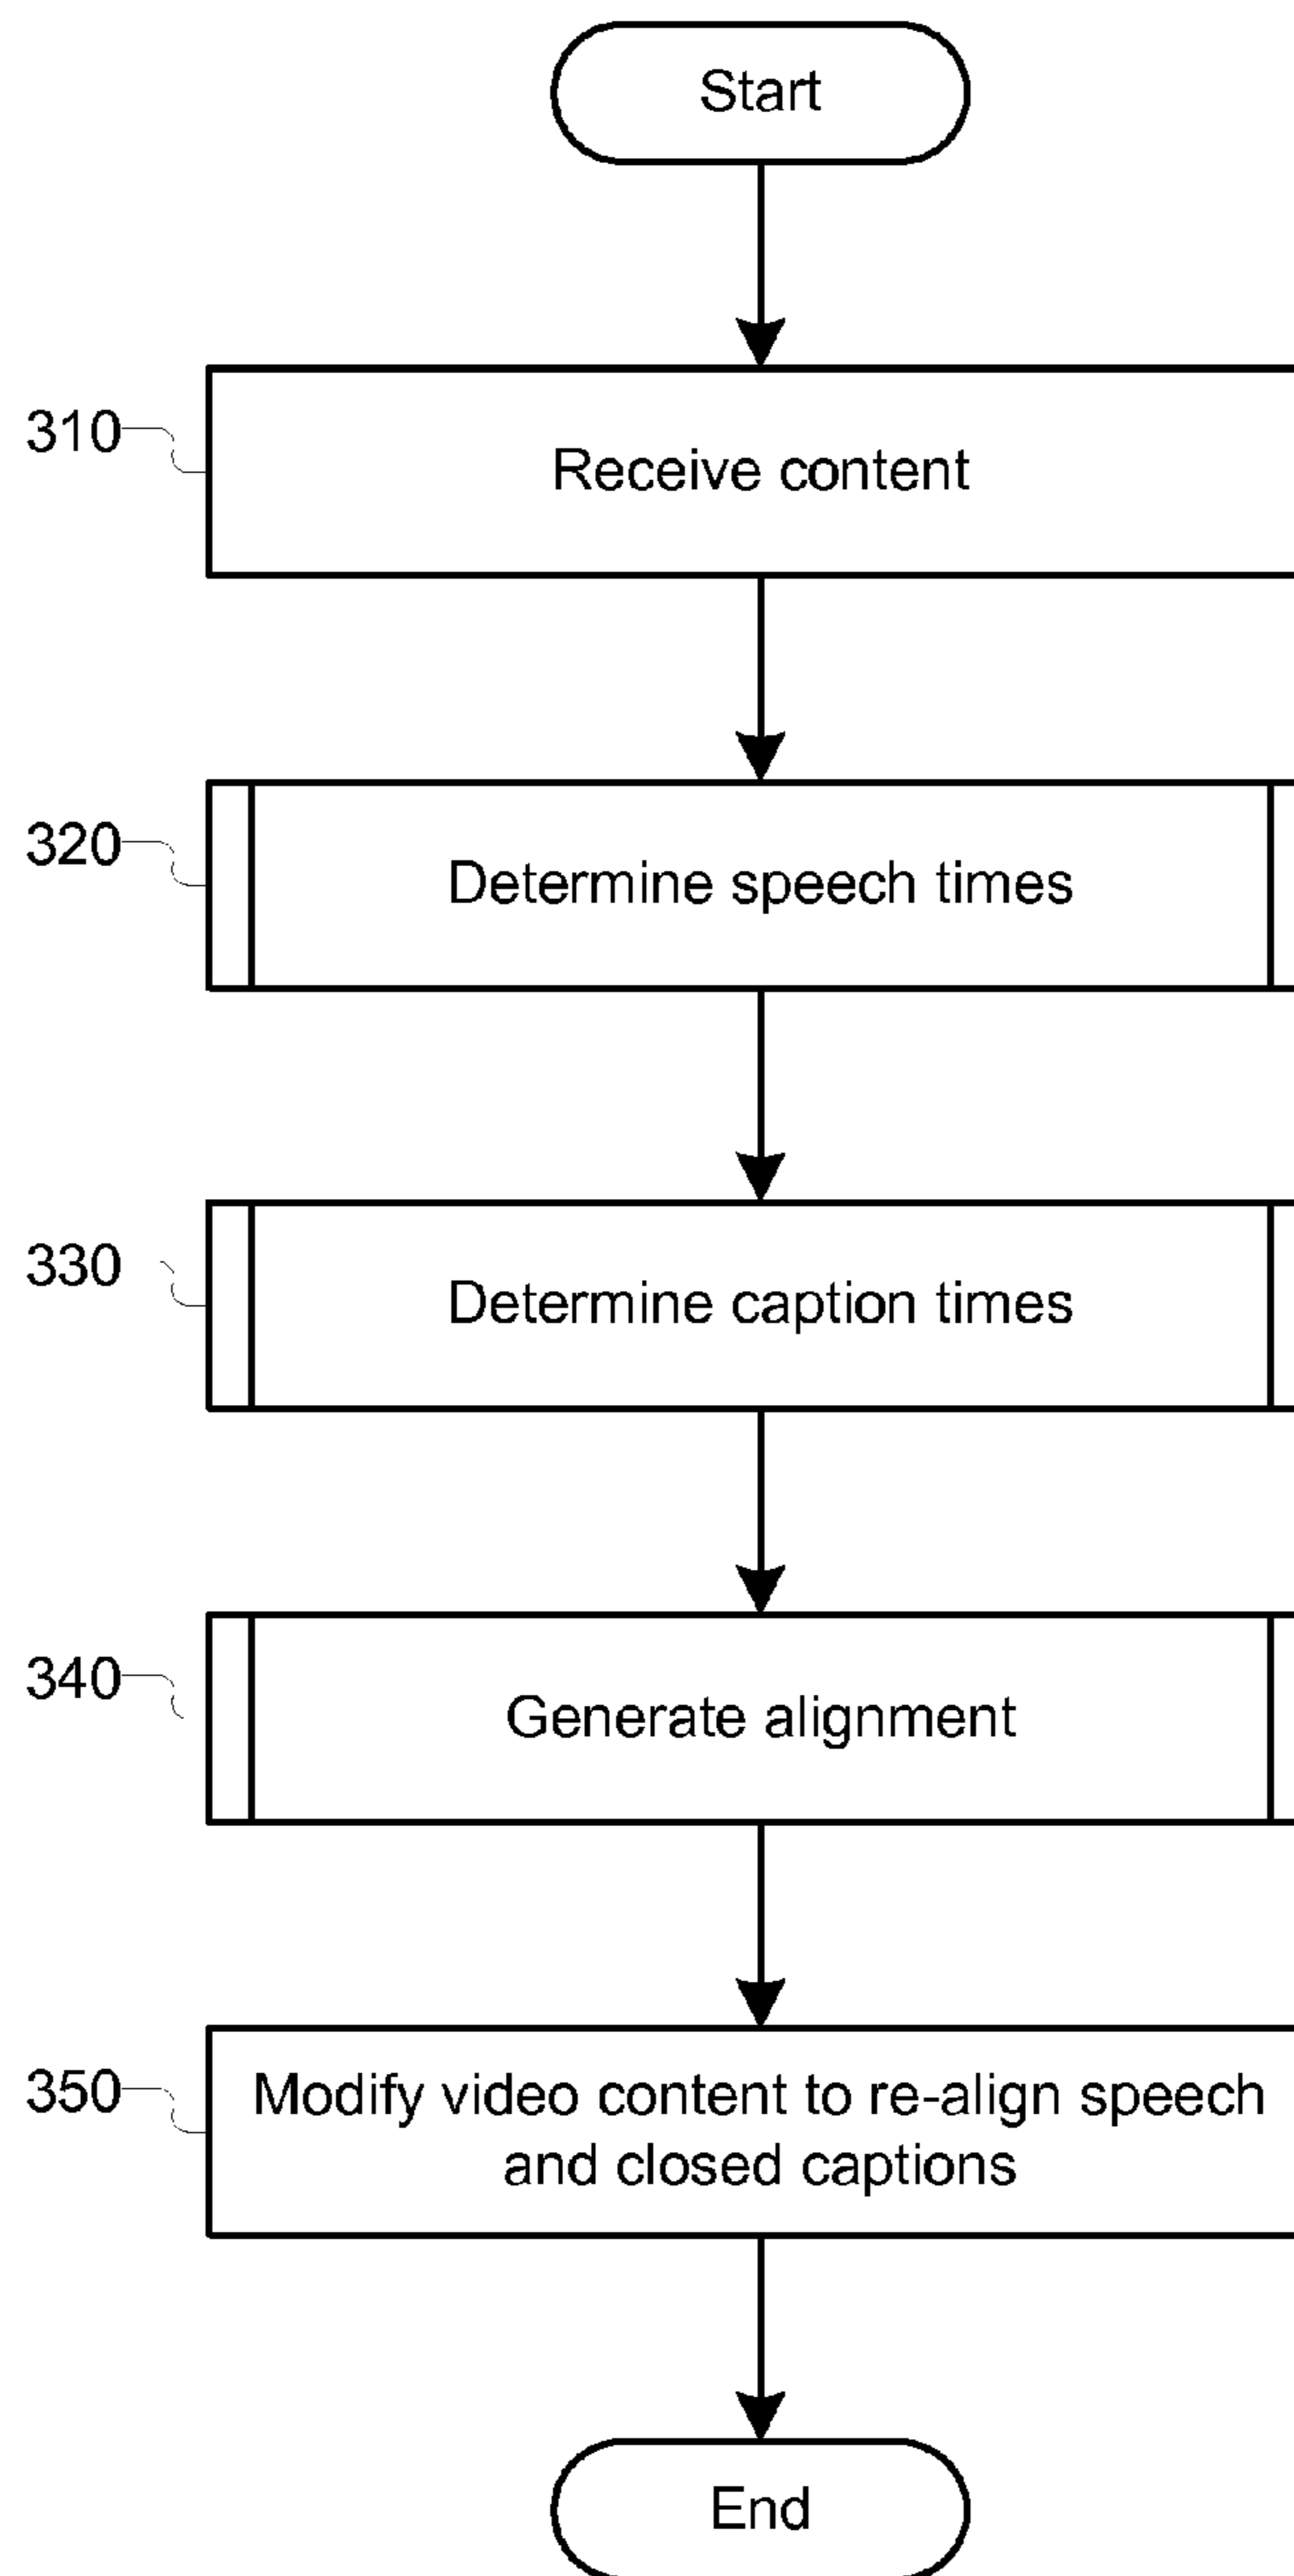 Start
310
Receive content
320
Determine speech times
330
Determine caption times
340
Generate alignment
350
Modify video content to re-align speech
and closed captions
End